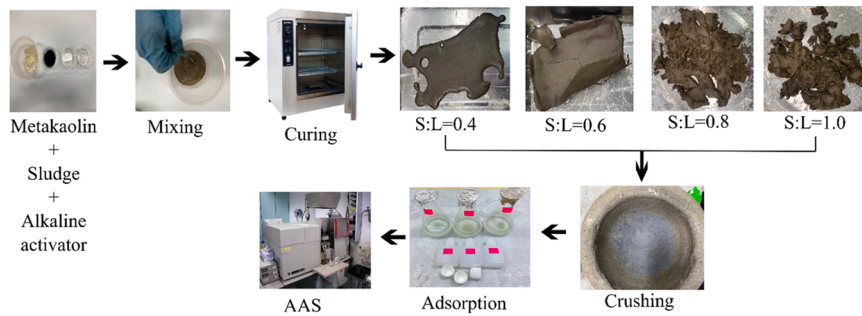 Metakaolin
+
Sludge
+
Alkaline
activator
Mixing
Curing
S:L=0.4
S:L=0.6
S:L=0.8
S:L=1.0
AAS
Adsorption
Crushing